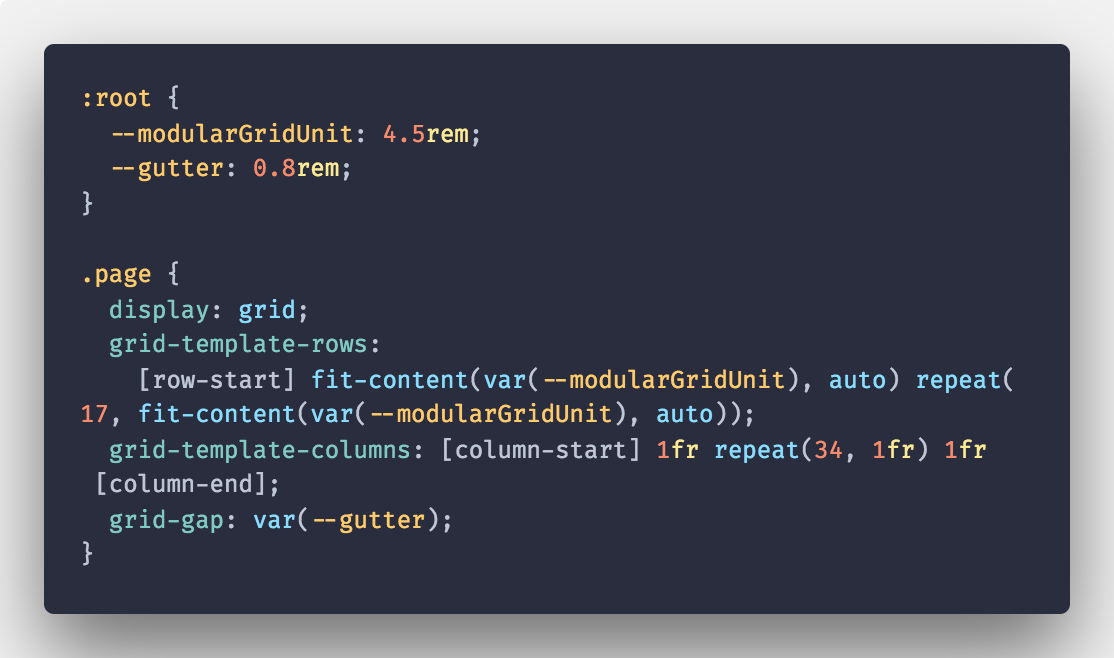 :root {
  --modularGridUnit: 4.5rem;
  --gutter: 0.8rem;
}

.page {
  display: grid;
  grid-template-rows:
    [row-start] fit-content(var(--modularGridUnit), auto) repeat(
17, fit-content(var(--modularGridUnit), auto));
  grid-template-columns: [column-start] 1fr repeat(34, 1fr) 1fr
 [column-end];
  grid-gap: var(--gutter);
}